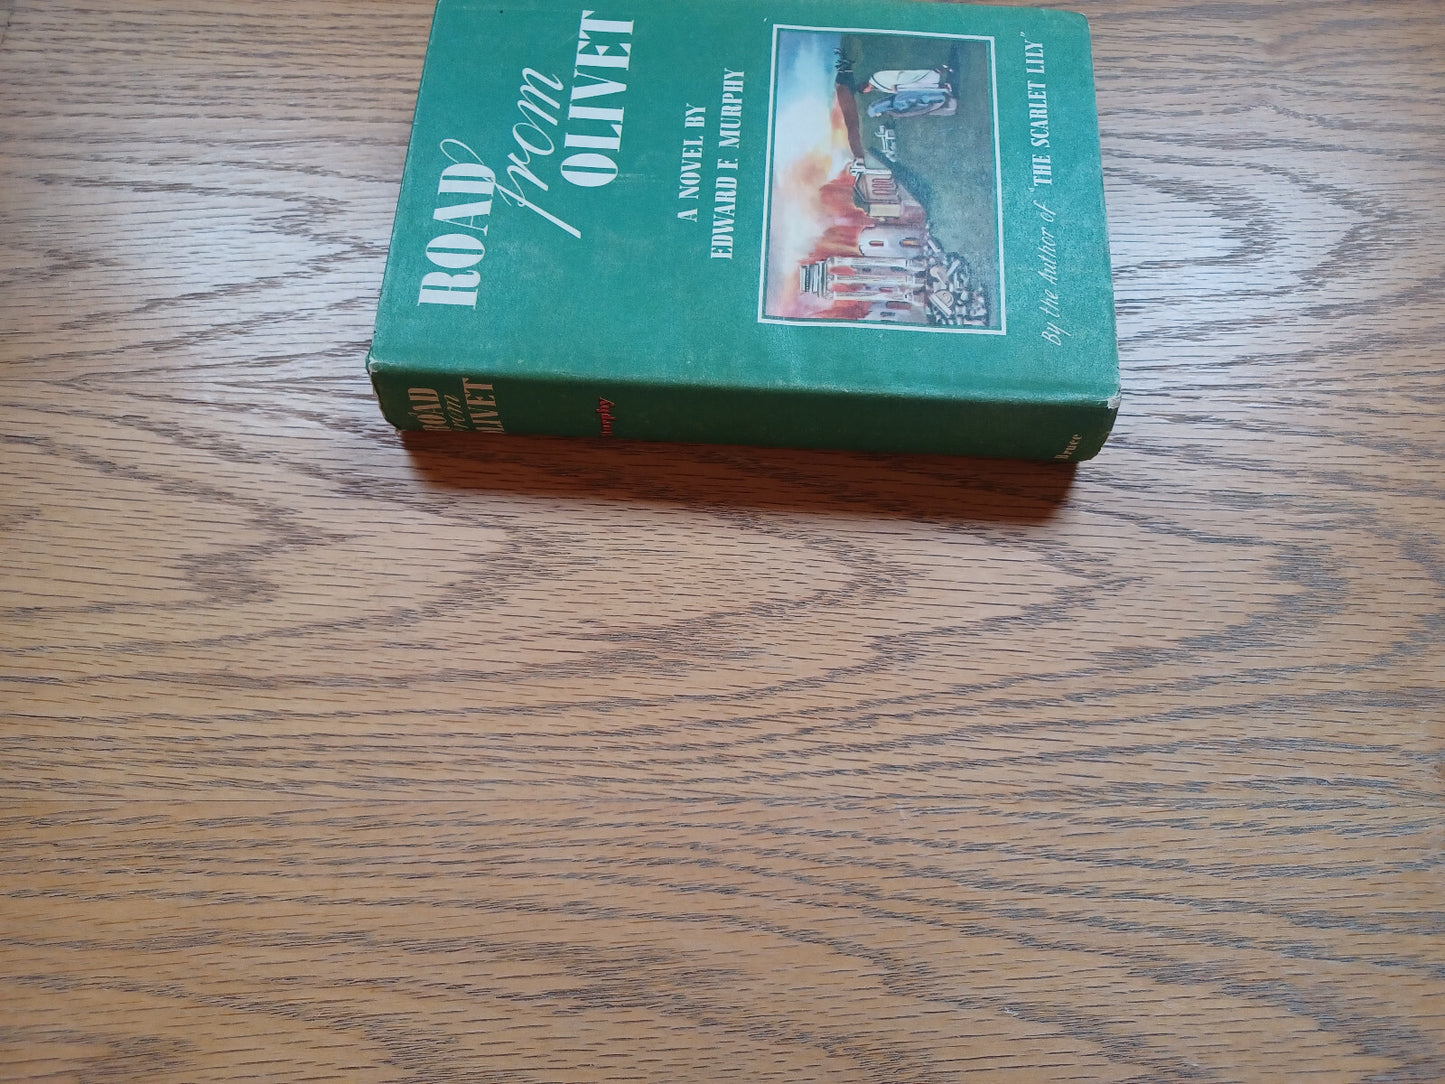 ROAD
from
OLIVET
A NOVEL BY
EDWARD F. MURPHY
By the Author of "THE SCARLET LILY"
ROAD
from
OLIVET
Murphy
Bruce